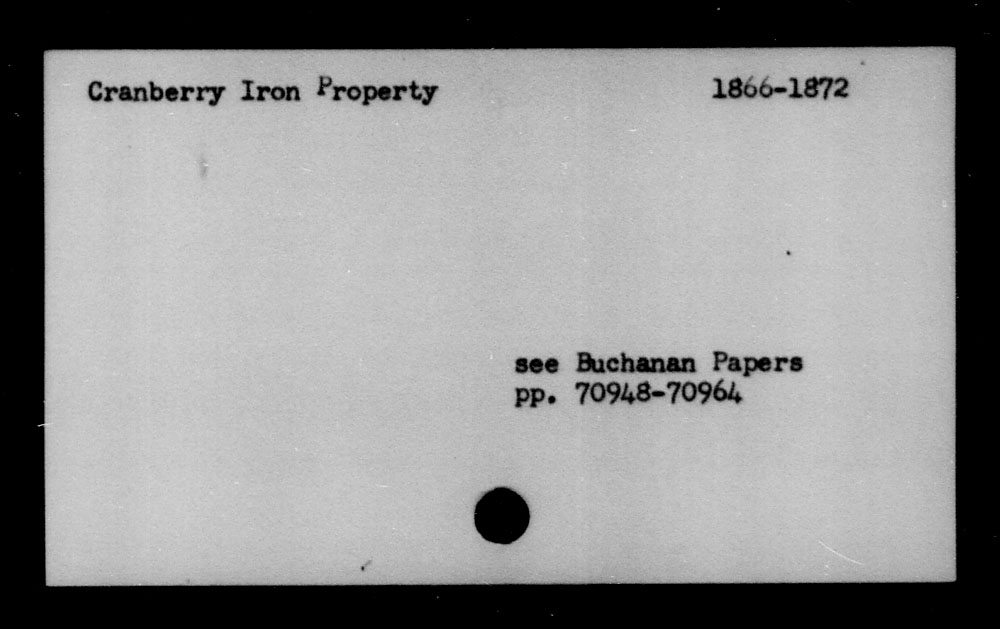 Cranberry Iron Property 1866-1872
see Buchanan Papers
pp. 70948-70964